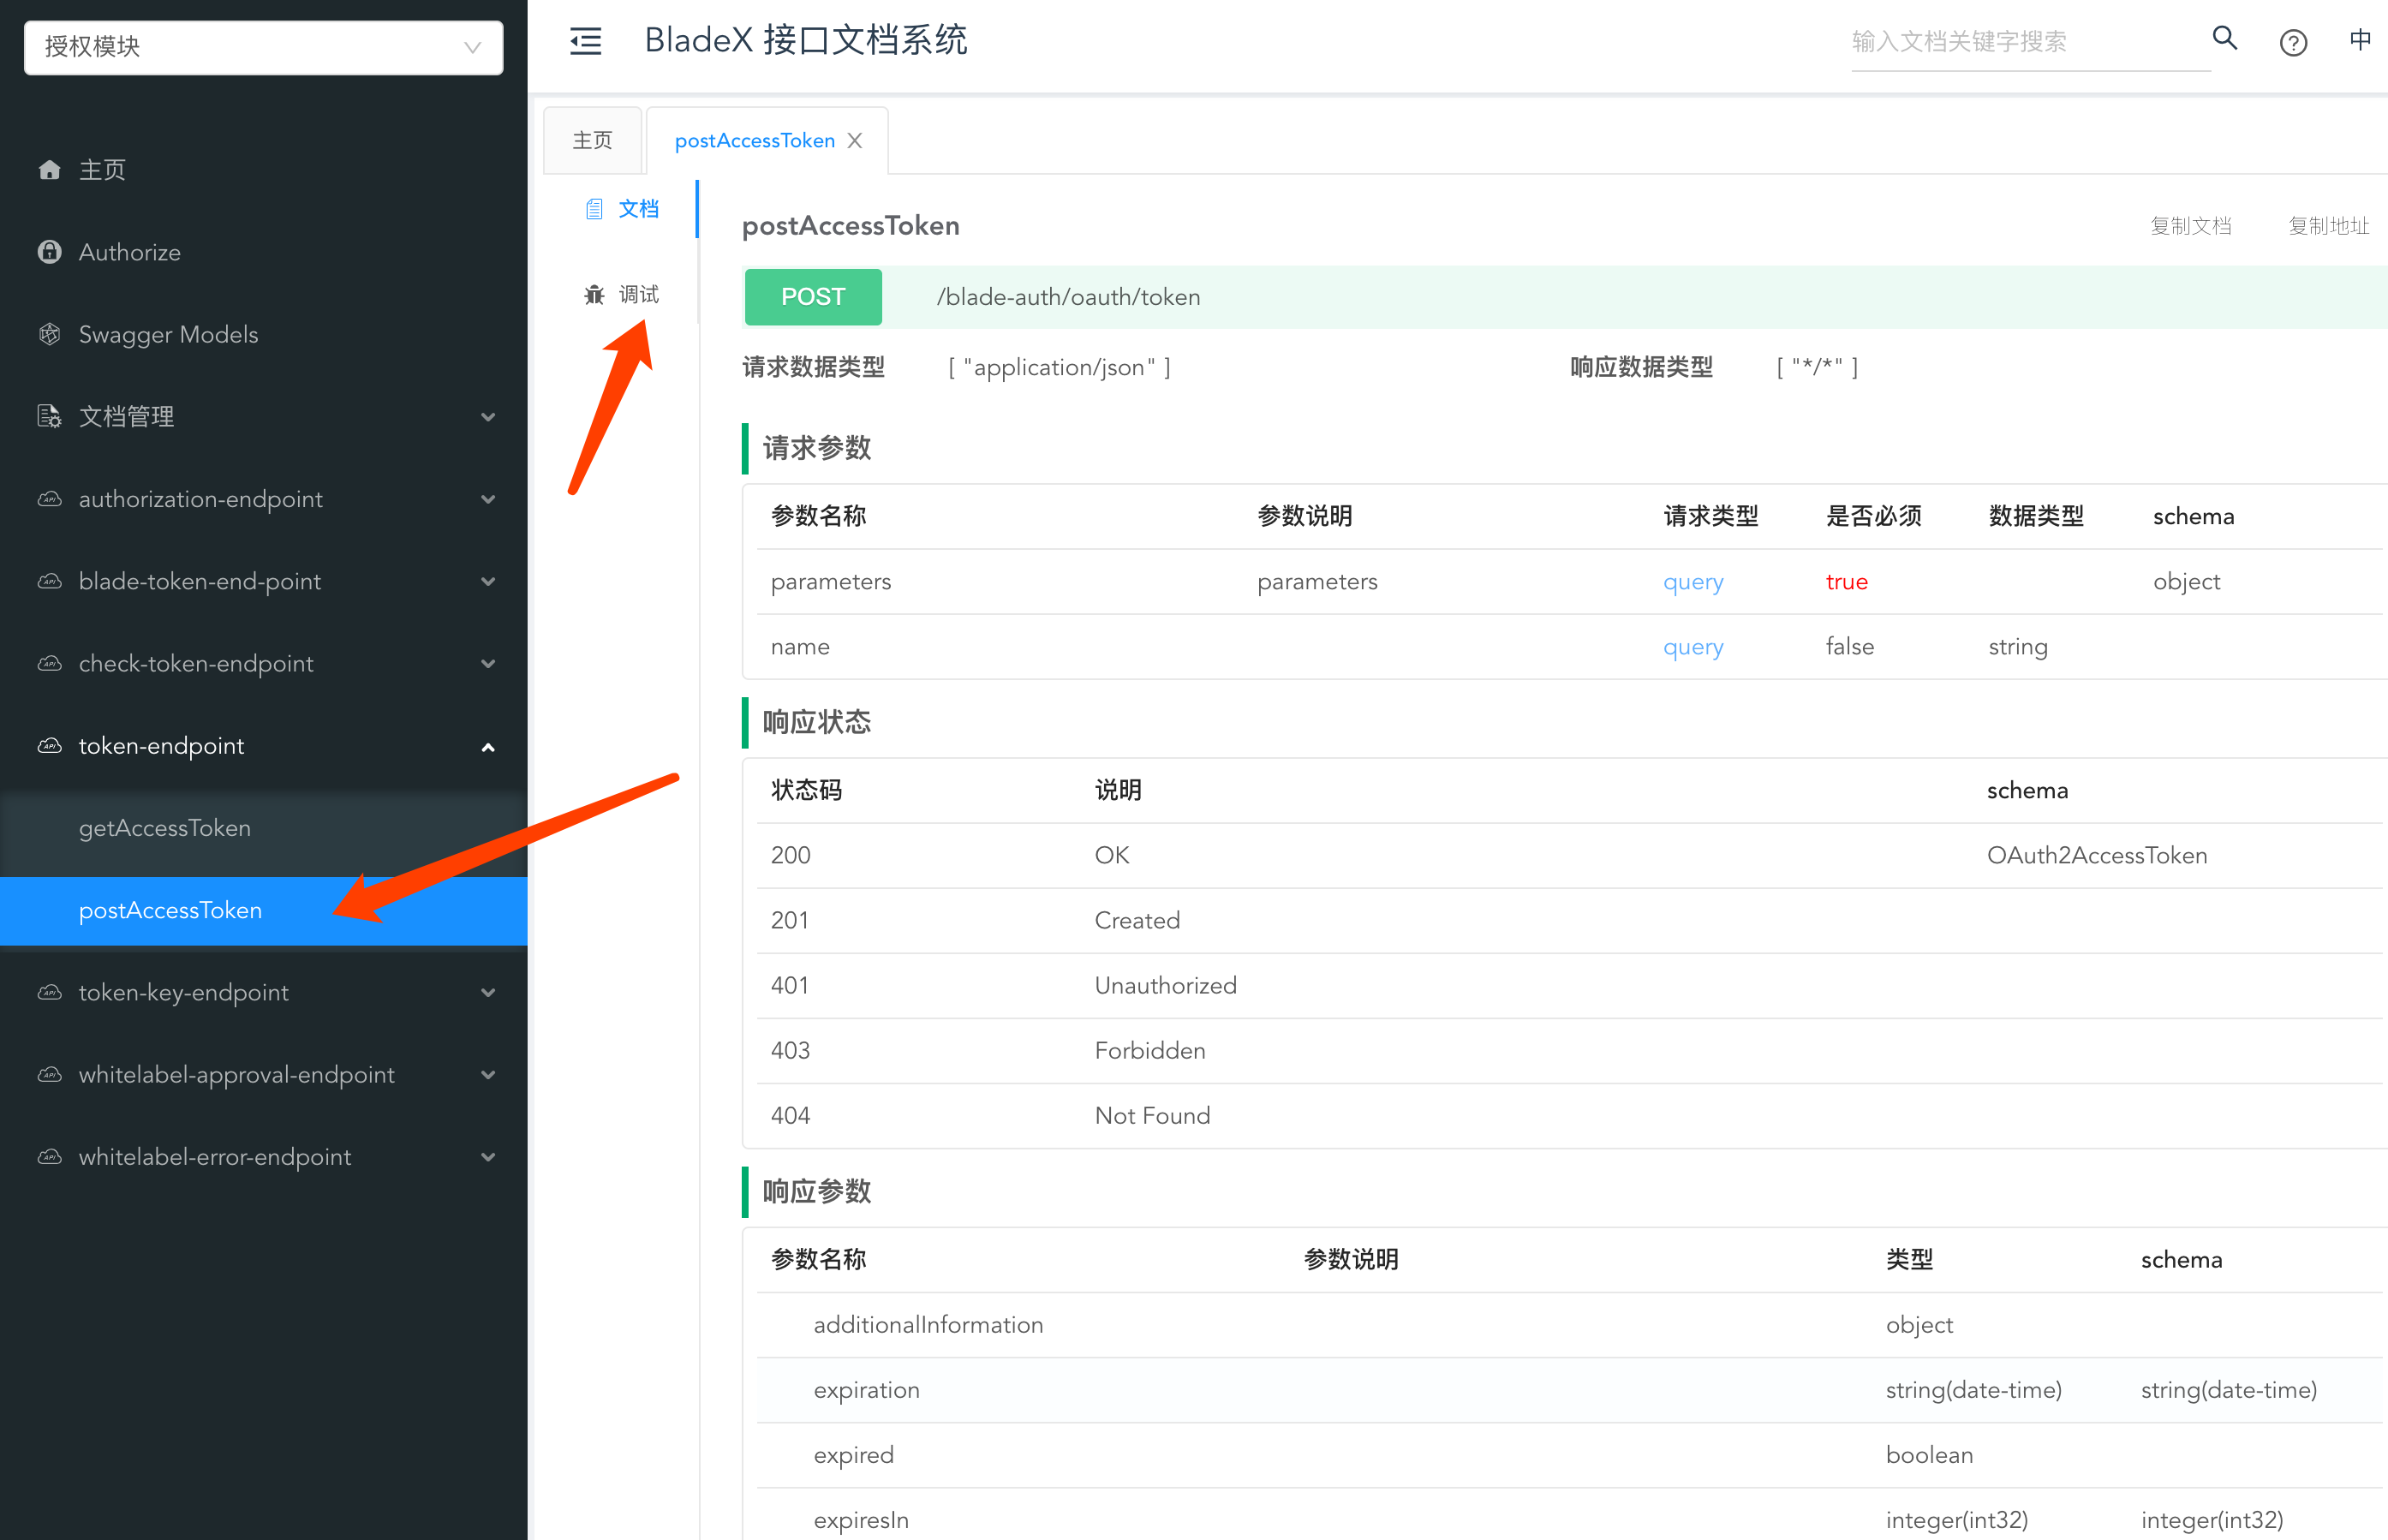 授权模块
主页
Authorize
Swagger Models
文档管理
authorization-endpoint
blade-token-end-point
check-token-endpoint
token-endpoint
getAccessToken
postAccessToken
token-key-endpoint
whitelabel-approval-endpoint
whitelabel-error-endpoint
BladeX 接口文档系统
输入文档关键字搜索
中
主页 postAccessToken
文档
调试
postAccessToken 复制文档 复制地址
POST /blade-auth/oauth/token
请求数据类型 [ "application/json" ] 响应数据类型 [ "*/*" ]
请求参数
参数名称 参数说明 请求类型 是否必须 数据类型 schema
parameters parameters query true object
name query false string
响应状态
状态码 说明 schema
200 OK OAuth2AccessToken
201 Created
401 Unauthorized
403 Forbidden
404 Not Found
响应参数
参数名称 参数说明 类型 schema
additionalInformation object
expiration string(date-time) string(date-time)
expired boolean
expiresIn integer(int32) integer(int32)